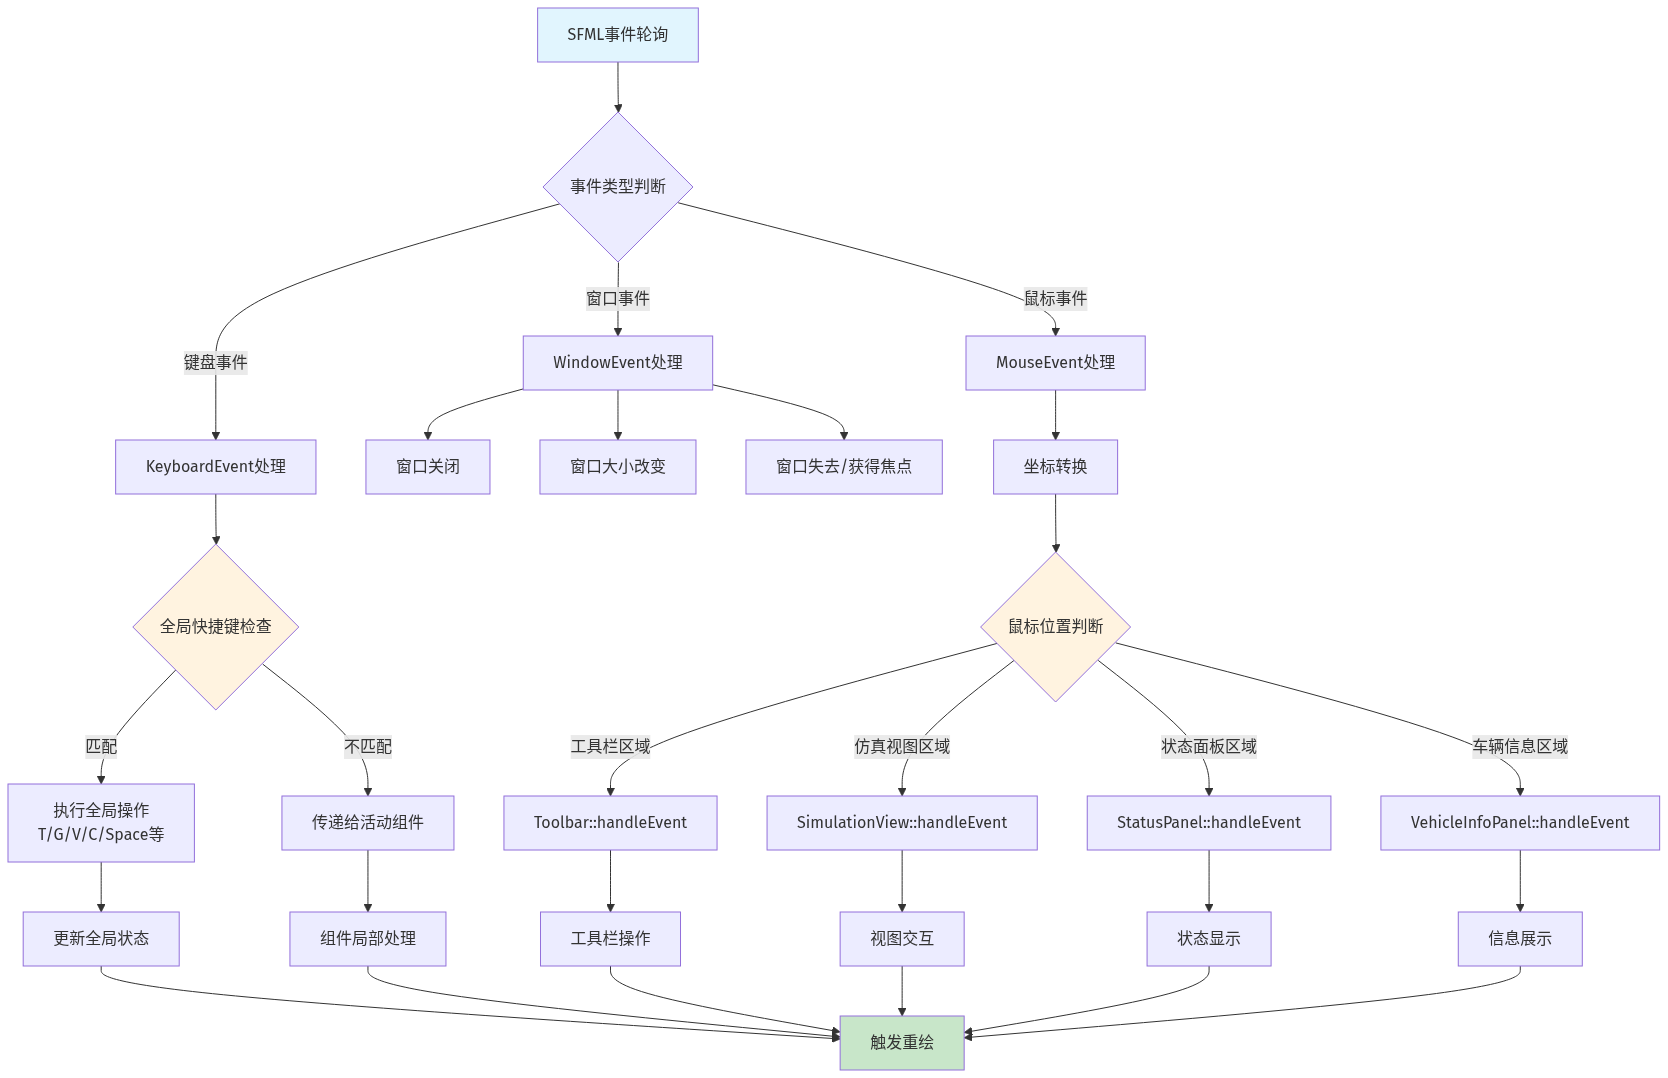 SFML事件轮询
事件类型判断
窗口事件
鼠标事件
键盘事件
WindowEvent处理
MouseEvent处理
KeyboardEvent处理
窗口关闭
窗口大小改变
窗口失去/获得焦点
坐标转换
全局快捷键检查
鼠标位置判断
匹配
不匹配
工具栏区域
仿真视图区域
状态面板区域
车辆信息区域
执行全局操作
T/G/V/C/Space等
传递给活动组件
Toolbar::handleEvent
SimulationView::handleEvent
StatusPanel::handleEvent
VehicleInfoPanel::handleEvent
更新全局状态
组件局部处理
工具栏操作
视图交互
状态显示
信息展示
触发重绘